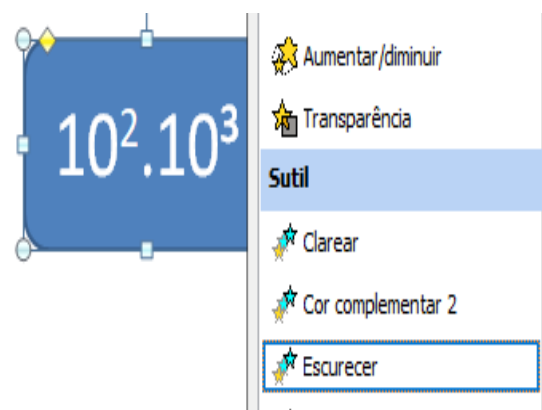 10².10³
Aumentar/diminuir
Transparência
Sutil
Clarear
Cor complementar 2
Escurecer